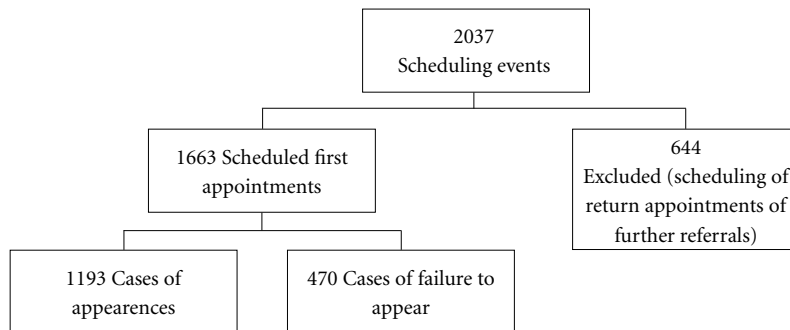 2037
Scheduling events
1663 Scheduled first
appointments
644
Excluded (scheduling of
return appointments of
further referrals)
1193 Cases of
appearences
470 Cases of failure to
appear